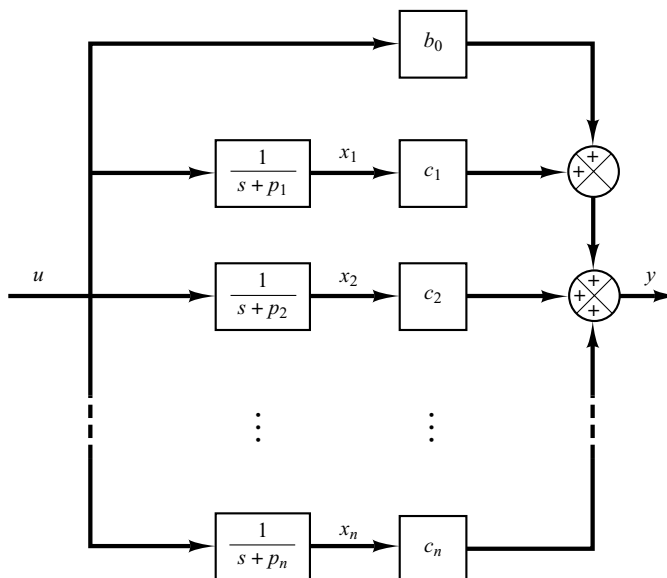 b₀
+
x₁
1
s + p₁
c₁
+
u
x₂
y
1
s + p₂
c₂
+
+
+
⋮
⋮
xₙ
1
s + pₙ
cₙ